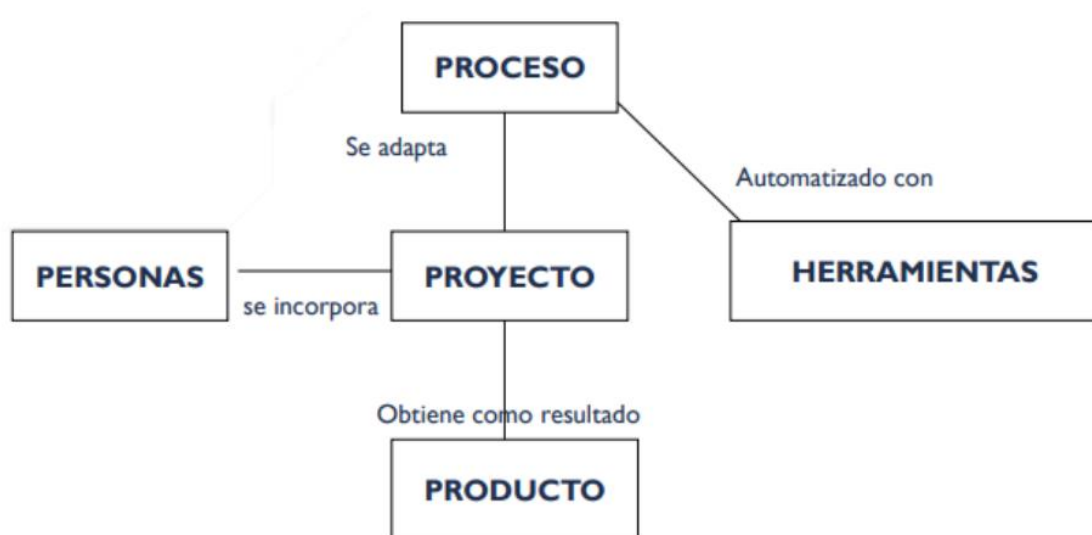 PROCESO
Se adapta
Automatizado con
PERSONAS
PROYECTO
HERRAMIENTAS
se incorpora
Obtiene como resultado
PRODUCTO